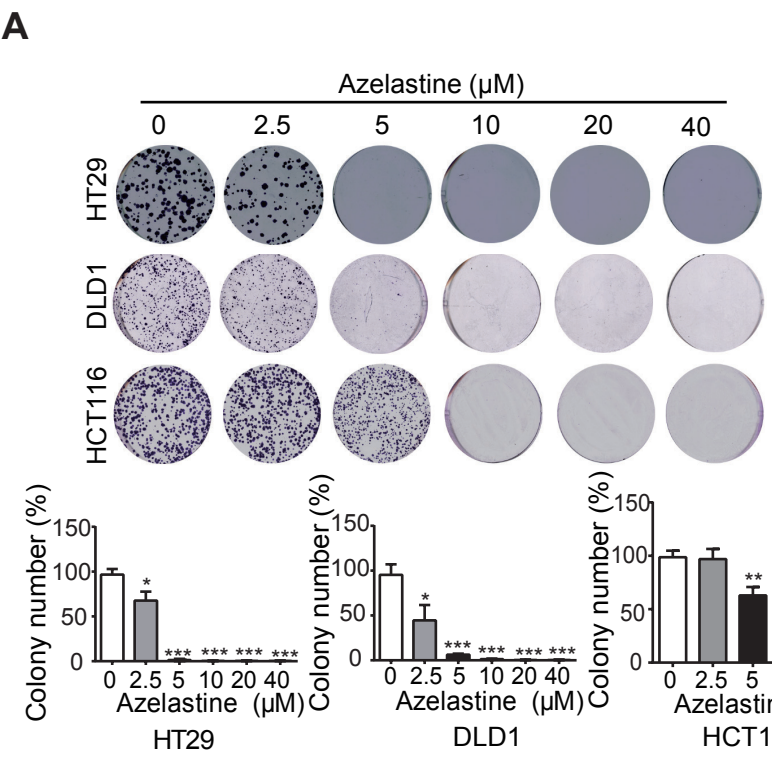 A
Azelastine (µM)
0 2.5 5 10 20 40
HT29
DLD1
HCT116
Colony number (%)
150
100
50
0
* *** *** *** ***
0 2.5 5 10 20 40
Azelastine (µM)
HT29
Colony number (%)
150
100
50
0
* *** *** *** ***
0 2.5 5 10 20 40
Azelastine (µM)
DLD1
Colony number (%)
150
100
50
0
**
0 2.5 5
Azelastin
HCT1